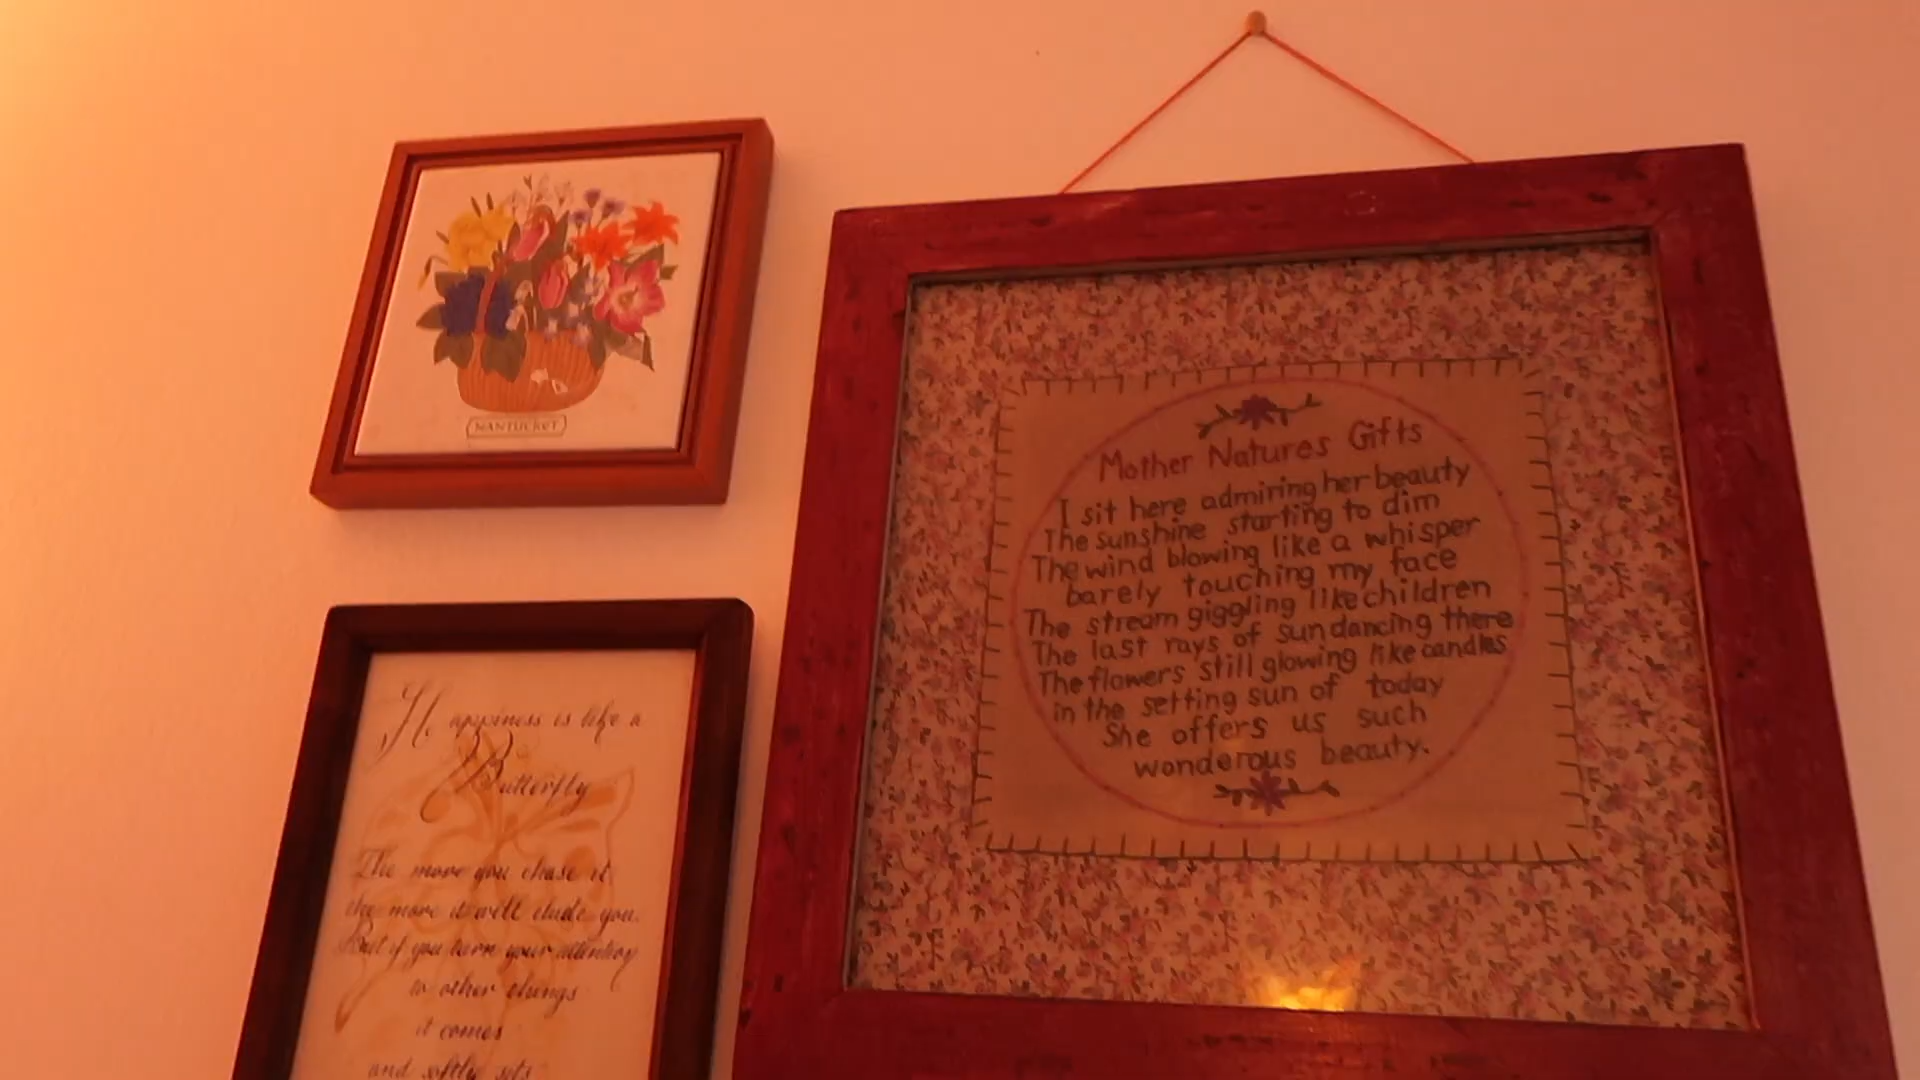 NANTUCKET
Happiness is like a
Butterfly
The more you chase it,
the more it will elude you.
But if you turn your attention
to other things
it comes
and softly sits
Mother Natures Gifts
I sit here admiring her beauty
The sunshine starting to dim
The wind blowing like a whisper
barely touching my face
The stream giggling like children
The last rays of sun dancing there
The flowers still glowing like candles
in the setting sun of today
She offers us such
wonderous beauty.